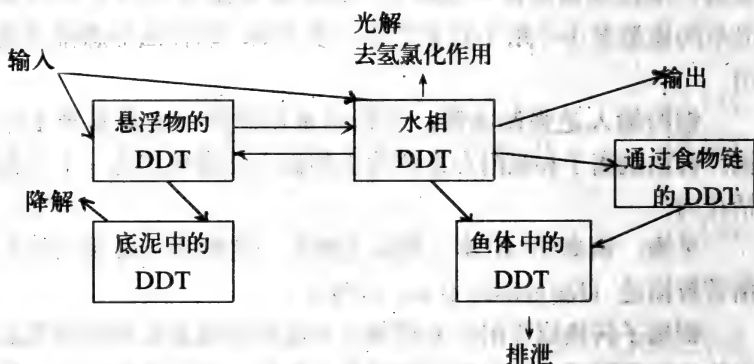 光解
去氢氯化作用
输入
输出
悬浮物的
DDT
水相
DDT
通过食物链
的 DDT
降解
底泥中的
DDT
鱼体中的
DDT
排泄